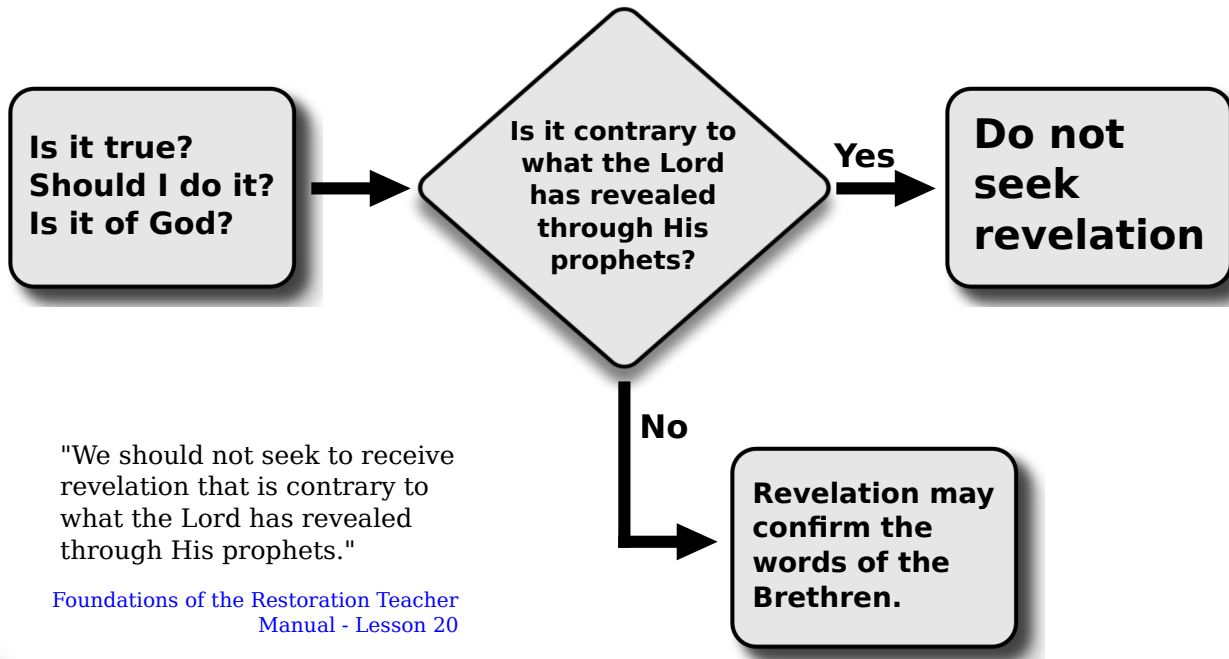 Is it true?
Should I do it?
Is it of God?
Is it contrary to
what the Lord
has revealed
through His
prophets?
Yes
Do not
seek
revelation
No
Revelation may
confirm the
words of the
Brethren.
"We should not seek to receive
revelation that is contrary to
what the Lord has revealed
through His prophets."
Foundations of the Restoration Teacher
Manual - Lesson 20